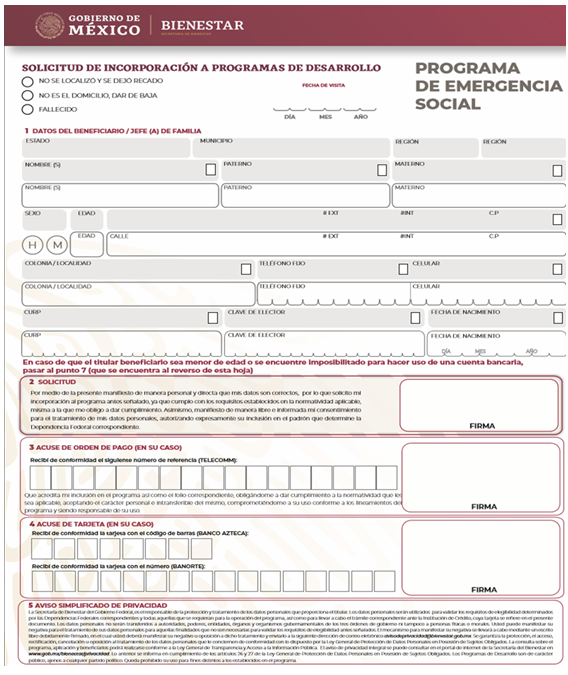 GOBIERNO DE
MÉXICO
BIENESTAR
SECRETARÍA DE BIENESTAR
SOLICITUD DE INCORPORACIÓN A PROGRAMAS DE DESARROLLO
PROGRAMA
DE EMERGENCIA
SOCIAL
NO SE LOCALIZÓ Y SE DEJÓ RECADO
NO ES EL DOMICILIO, DAR DE BAJA
FALLECIDO
FECHA DE VISITA
DÍA MES AÑO
1 DATOS DEL BENEFICIARIO / JEFE (A) DE FAMILIA
ESTADO MUNICIPIO REGIÓN REGIÓN
NOMBRE (S) PATERNO MATERNO
NOMBRE (S) PATERNO MATERNO
SEXO EDAD # EXT #INT C.P
H M EDAD CALLE # EXT #INT C.P
COLONIA / LOCALIDAD TELÉFONO FIJO CELULAR
COLONIA / LOCALIDAD TELÉFONO FIJO CELULAR
CURP CLAVE DE ELECTOR FECHA DE NACIMIENTO
CURP CLAVE DE ELECTOR FECHA DE NACIMIENTO
DÍA MES AÑO
En caso de que el titular beneficiario sea menor de edad o se encuentre imposibilitado para hacer uso de una cuenta bancaria,
pasar al punto 7 (que se encuentra al reverso de esta hoja)
2 SOLICITUD
Por medio de la presente manifiesto de manera personal y directa que mis datos son correctos, por lo que solicito mi
incorporación al programa antes señalado, ya que cumplo con los requisitos establecidos en la normatividad aplicable,
misma a la que me obligo a dar cumplimiento. Asimismo, manifiesto de manera libre e informada mi consentimiento
para el tratamiento de mis datos personales, autorizando expresamente su inclusión en el padrón que determine la
Dependencia Federal correspondiente.
FIRMA
3 ACUSE DE ORDEN DE PAGO (EN SU CASO)
Recibí de conformidad el siguiente número de referencia (TELECOMM):
Que acredita mi inclusión en el programa así como el folio correspondiente, obligándome a dar cumplimiento a la normatividad que le
sea aplicable, aceptando el carácter personal e intransferible del mismo, comprometiéndome a su uso conforme a los lineamientos del
programa y siendo responsable de su uso.
FIRMA
4 ACUSE DE TARJETA (EN SU CASO)
Recibí de conformidad la tarjeta con el código de barras (BANCO AZTECA):
Recibí de conformidad la tarjeta con el número (BANORTE):
FIRMA
5 AVISO SIMPLIFICADO DE PRIVACIDAD
La Secretaría de Bienestar del Gobierno Federal, es el responsable de la protección y tratamiento de los datos personales que proporciona el titular. Los datos personales serán utilizados para validar los requisitos de elegibilidad determinados